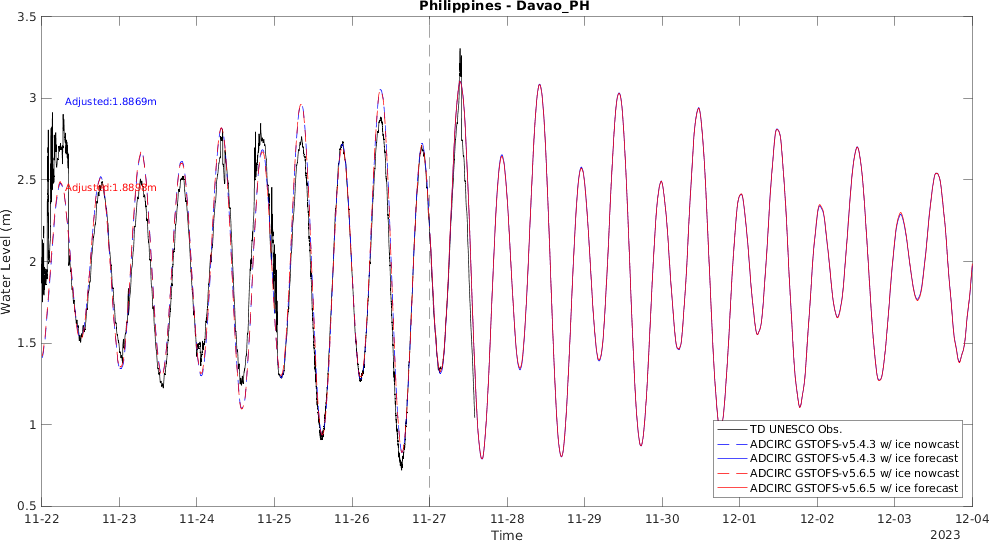 Philippines - Davao_PH
Water Level (m)
3.5
3
2.5
2
1.5
1
0.5
Adjusted:1.8869m
Adjusted:1.8898m
TD UNESCO Obs.
ADCIRC GSTOFS-v5.4.3 w/ ice nowcast
ADCIRC GSTOFS-v5.4.3 w/ ice forecast
ADCIRC GSTOFS-v5.6.5 w/ ice nowcast
ADCIRC GSTOFS-v5.6.5 w/ ice forecast
11-22 11-23 11-24 11-25 11-26 11-27 11-28 11-29 11-30 12-01 12-02 12-03 12-04
Time
2023